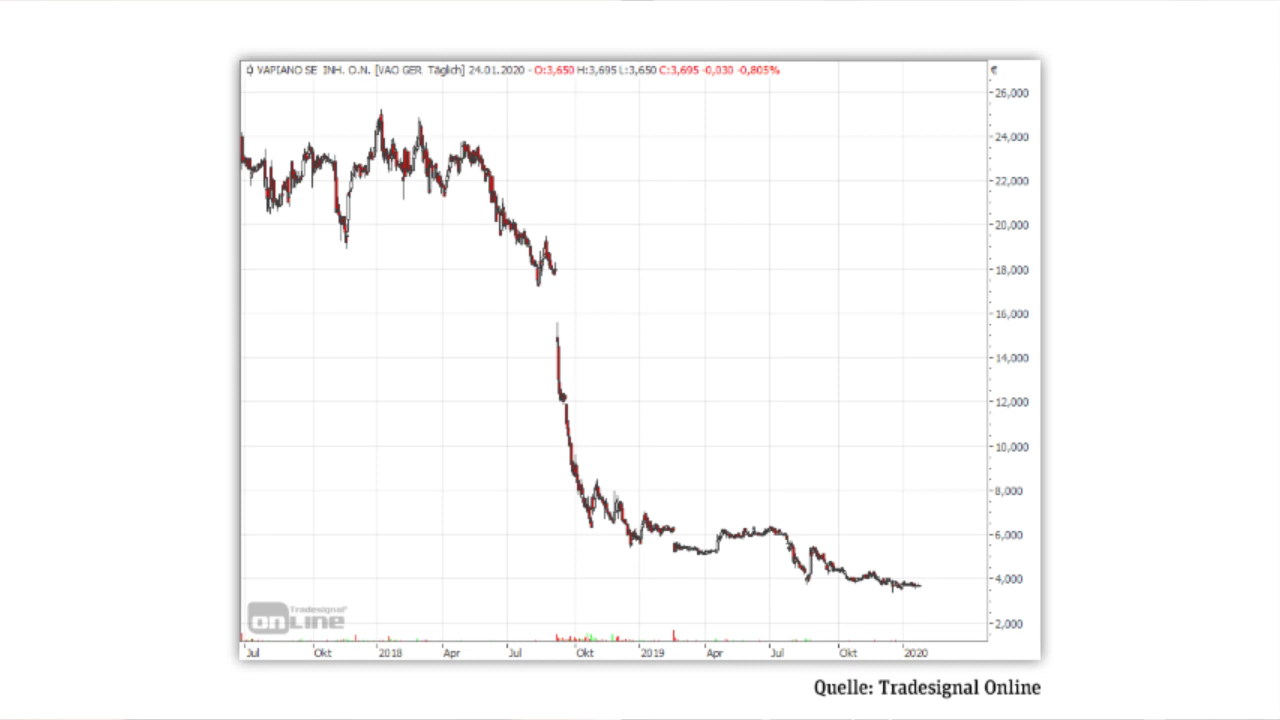 VAPIANO SE INH. O.N. [VAO GER Täglich] 24.01.2020 - O:3,650 H:3,695 L:3,650 C:3,695 -0,030 -0,805% €
26,000
24,000
22,000
20,000
18,000
16,000
14,000
12,000
10,000
8,000
6,000
4,000
2,000
Tradesignal®
onLINE
Jul Okt 2018 Apr Jul Okt 2019 Apr Jul Okt 2020
Quelle: Tradesignal Online